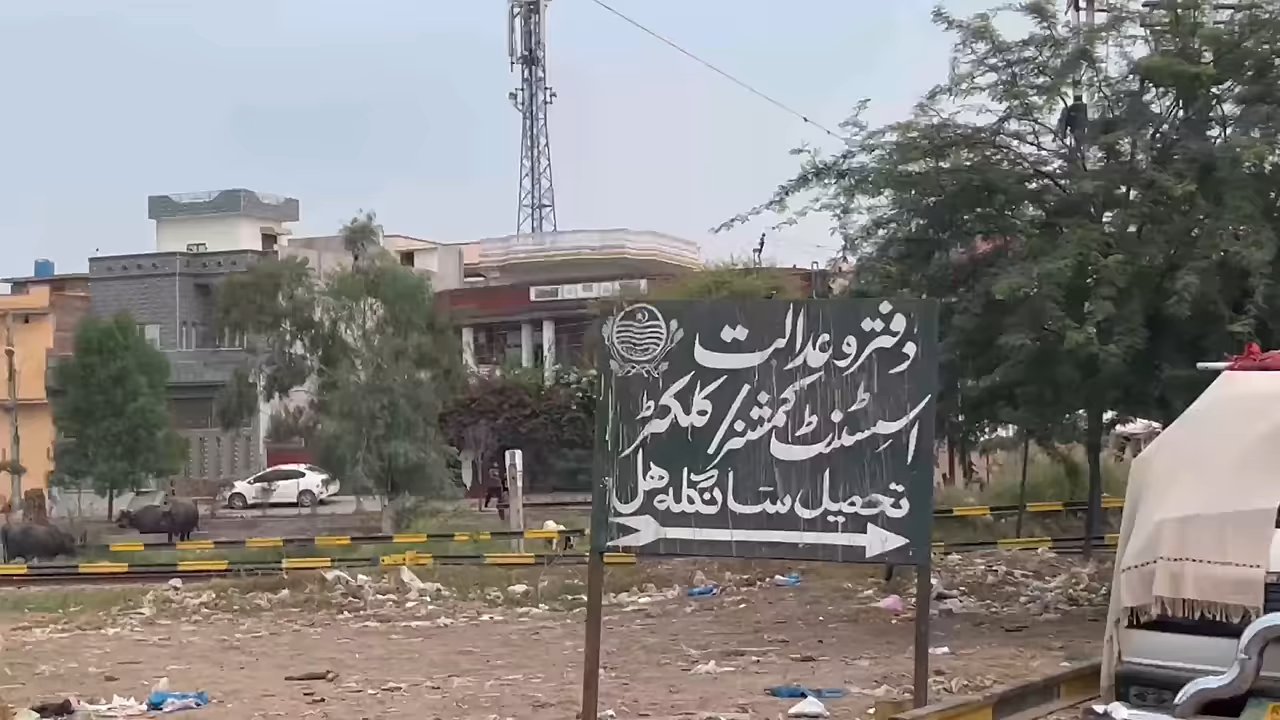 دفتر و عدالت
اسسٹنٹ کمشنر/کلکٹر
تحصیل سانگلہ ھل